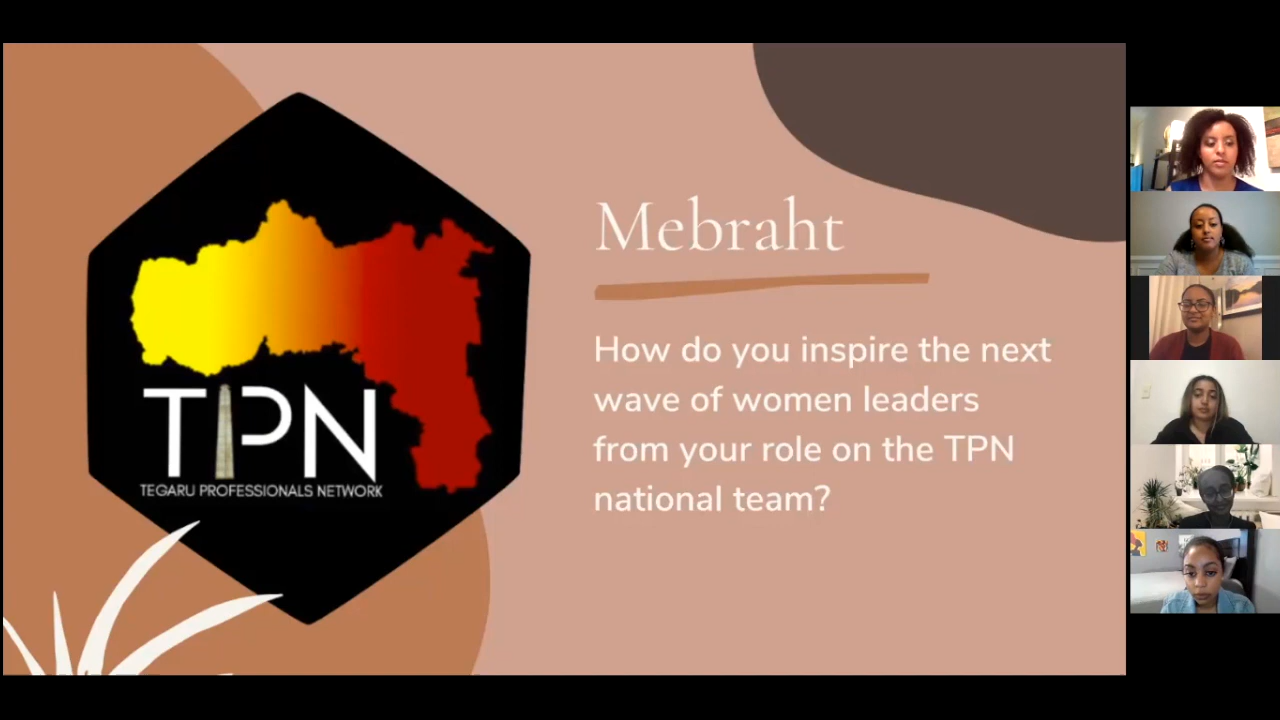 TPN
TEGARU PROFESSIONALS NETWORK
Mebraht
How do you inspire the next
wave of women leaders
from your role on the TPN
national team?